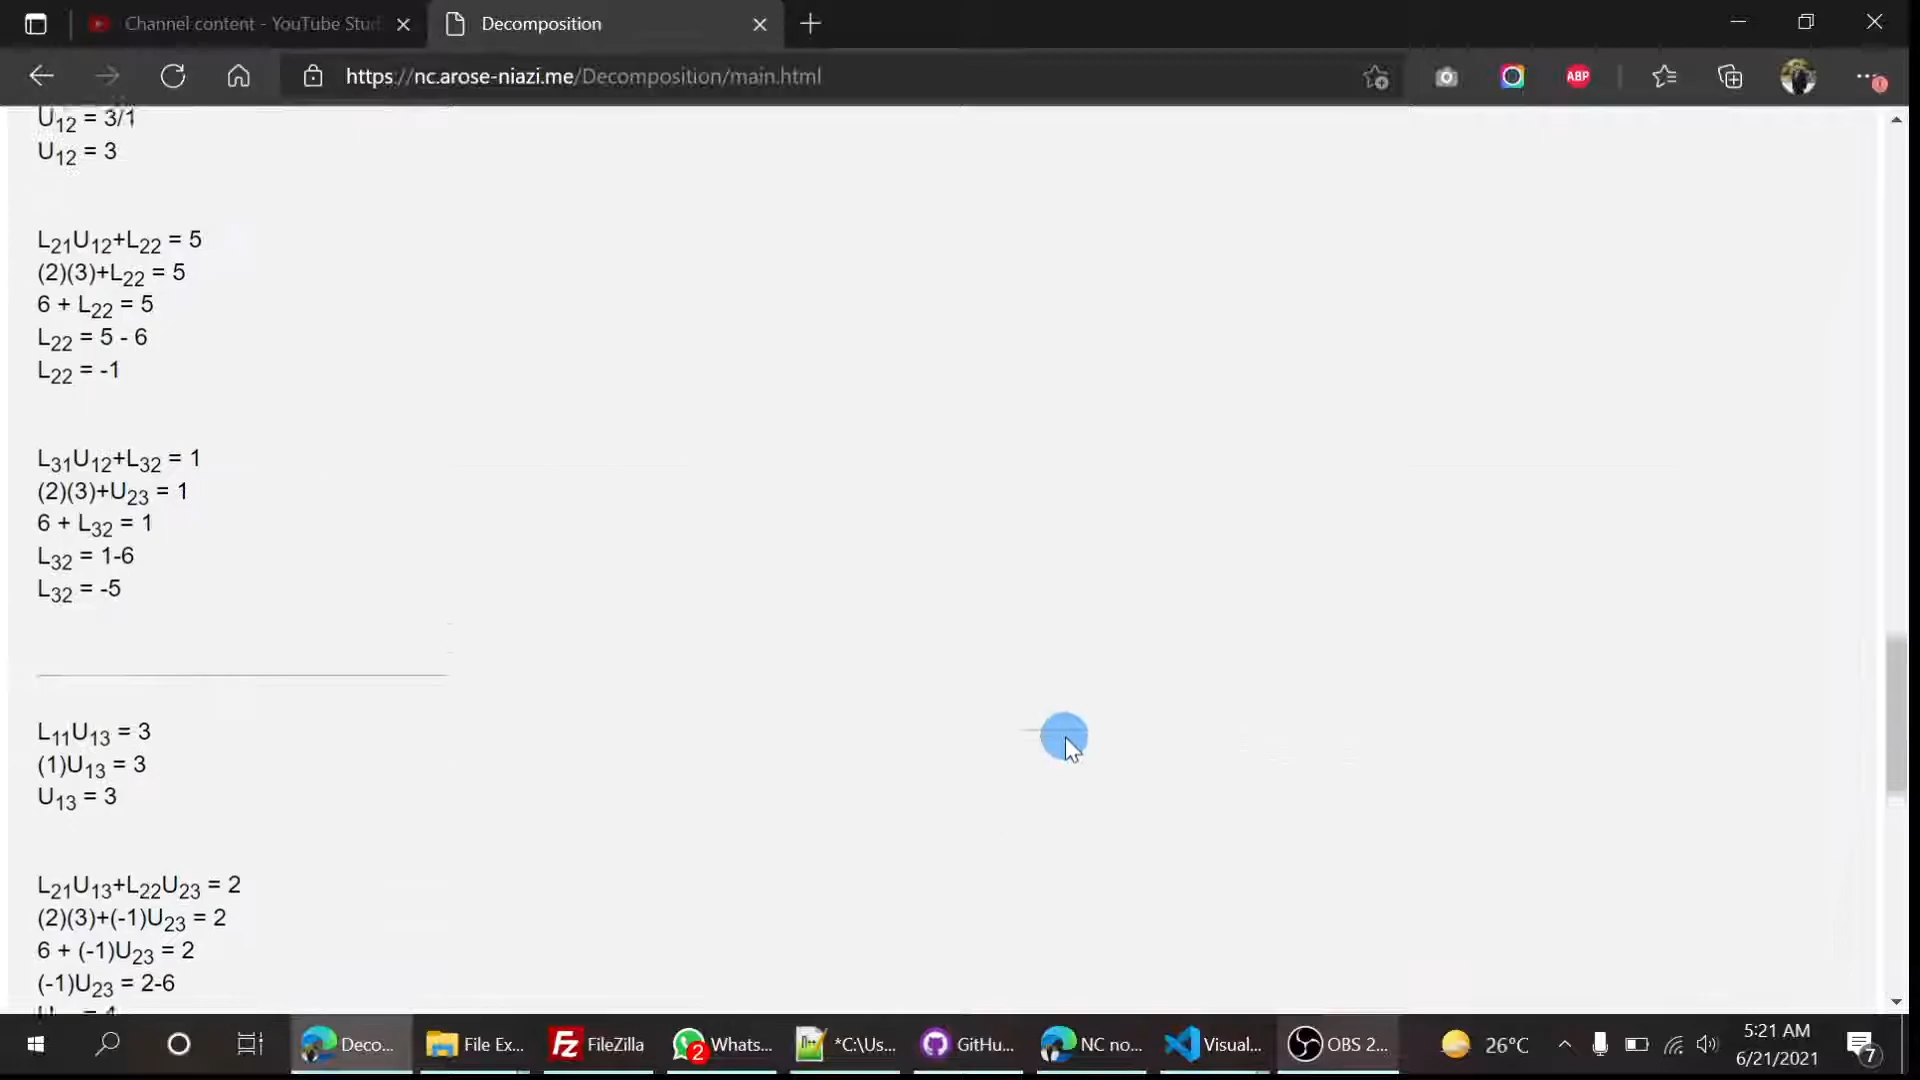 Channel content - YouTube Stud
Decomposition
https://nc.arose-niazi.me/Decomposition/main.html
ABP
U12 = 3/1
U12 = 3
L21U12+L22 = 5
(2)(3)+L22 = 5
6 + L22 = 5
L22 = 5 - 6
L22 = -1
L31U12+L32 = 1
(2)(3)+U23 = 1
6 + L32 = 1
L32 = 1-6
L32 = -5
L11U13 = 3
(1)U13 = 3
U13 = 3
L21U13+L22U23 = 2
(2)(3)+(-1)U23 = 2
6 + (-1)U23 = 2
(-1)U23 = 2-6
Deco...
File Ex...
FileZilla
2
Whats...
*C:\Us...
GitHu...
NC no...
Visual...
OBS 2...
26°C
5:21 AM
6/21/2021
7